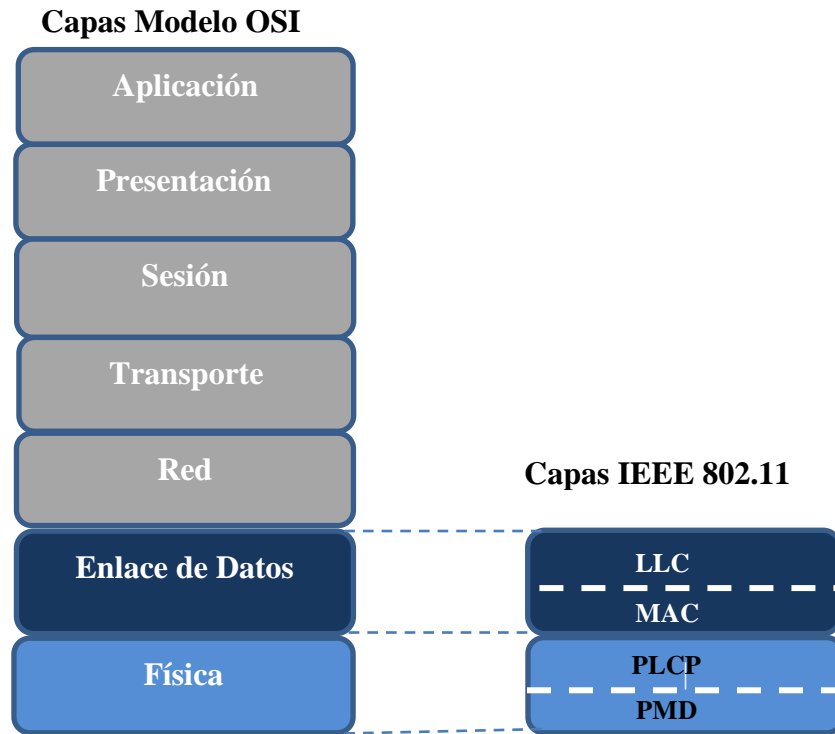 Capas Modelo OSI
Aplicación
Presentación
Sesión
Transporte
Red
Enlace de Datos
Física
Capas IEEE 802.11
LLC
MAC
PLCP
PMD